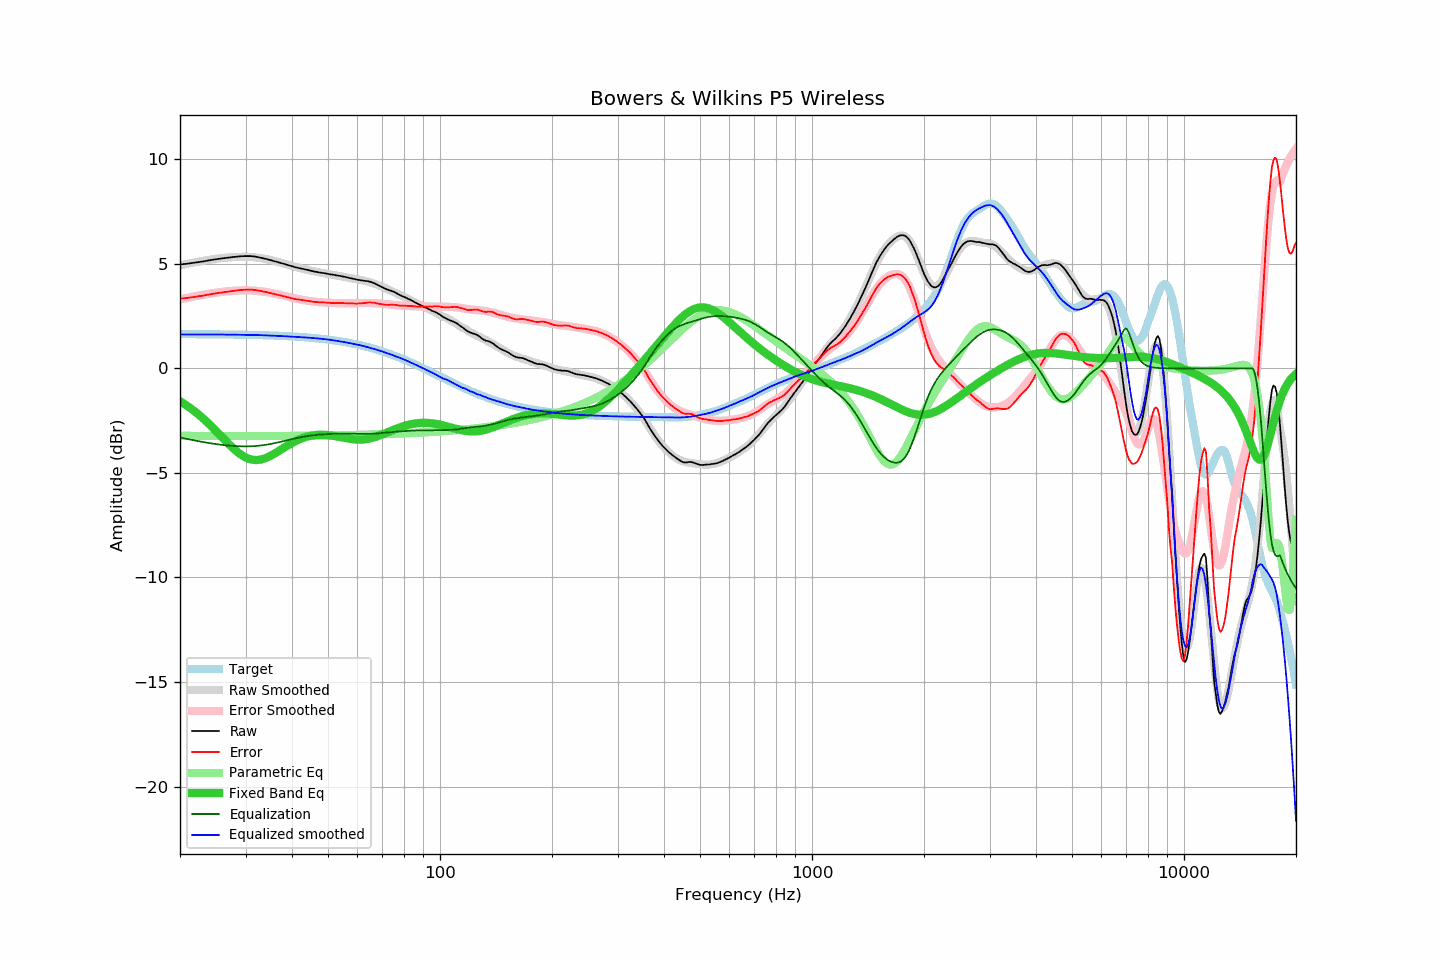 Bowers & Wilkins P5 Wireless
10
5
0
−5
−10
−15
−20
Amplitude (dBr)
Target
Raw Smoothed
Error Smoothed
Raw
Error
Parametric Eq
Fixed Band Eq
Equalization
Equalized smoothed
100 1000 10000
Frequency (Hz)